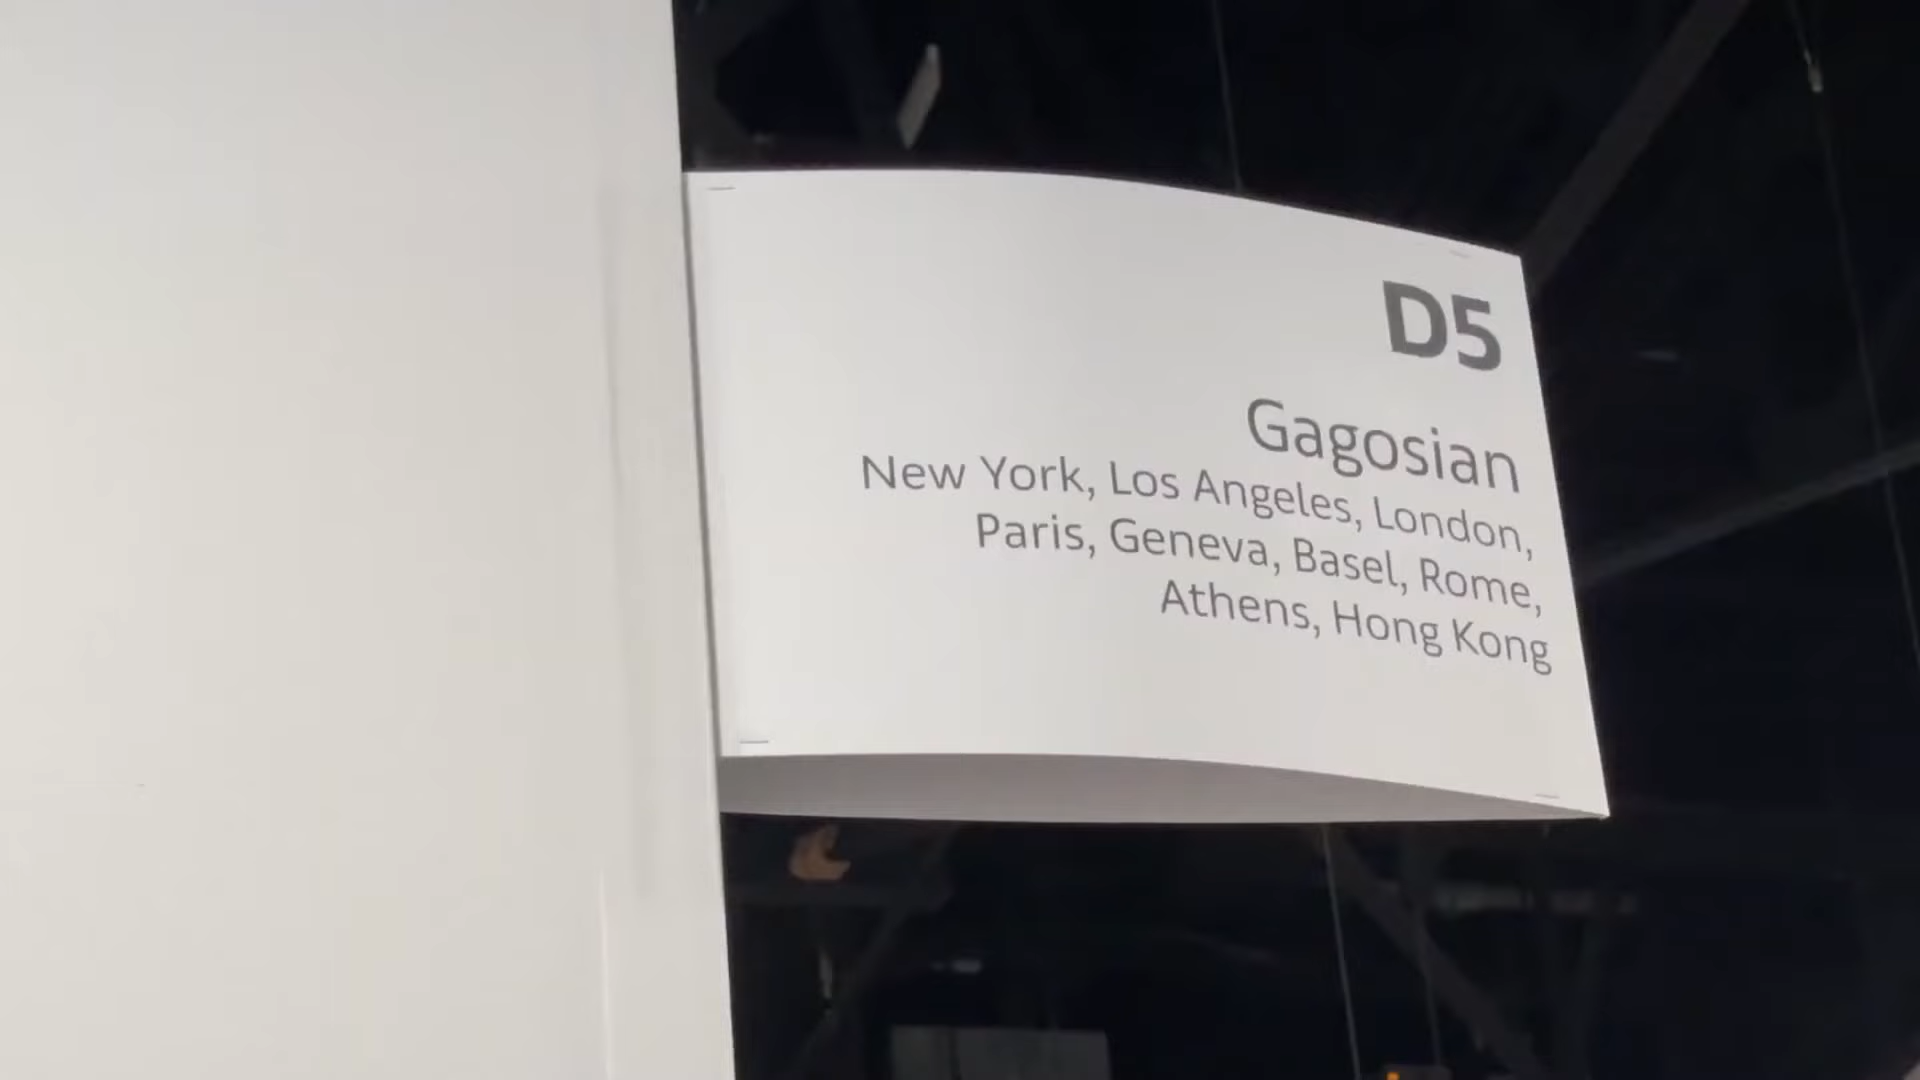 D5
Gagosian
New York, Los Angeles, London,
Paris, Geneva, Basel, Rome,
Athens, Hong Kong